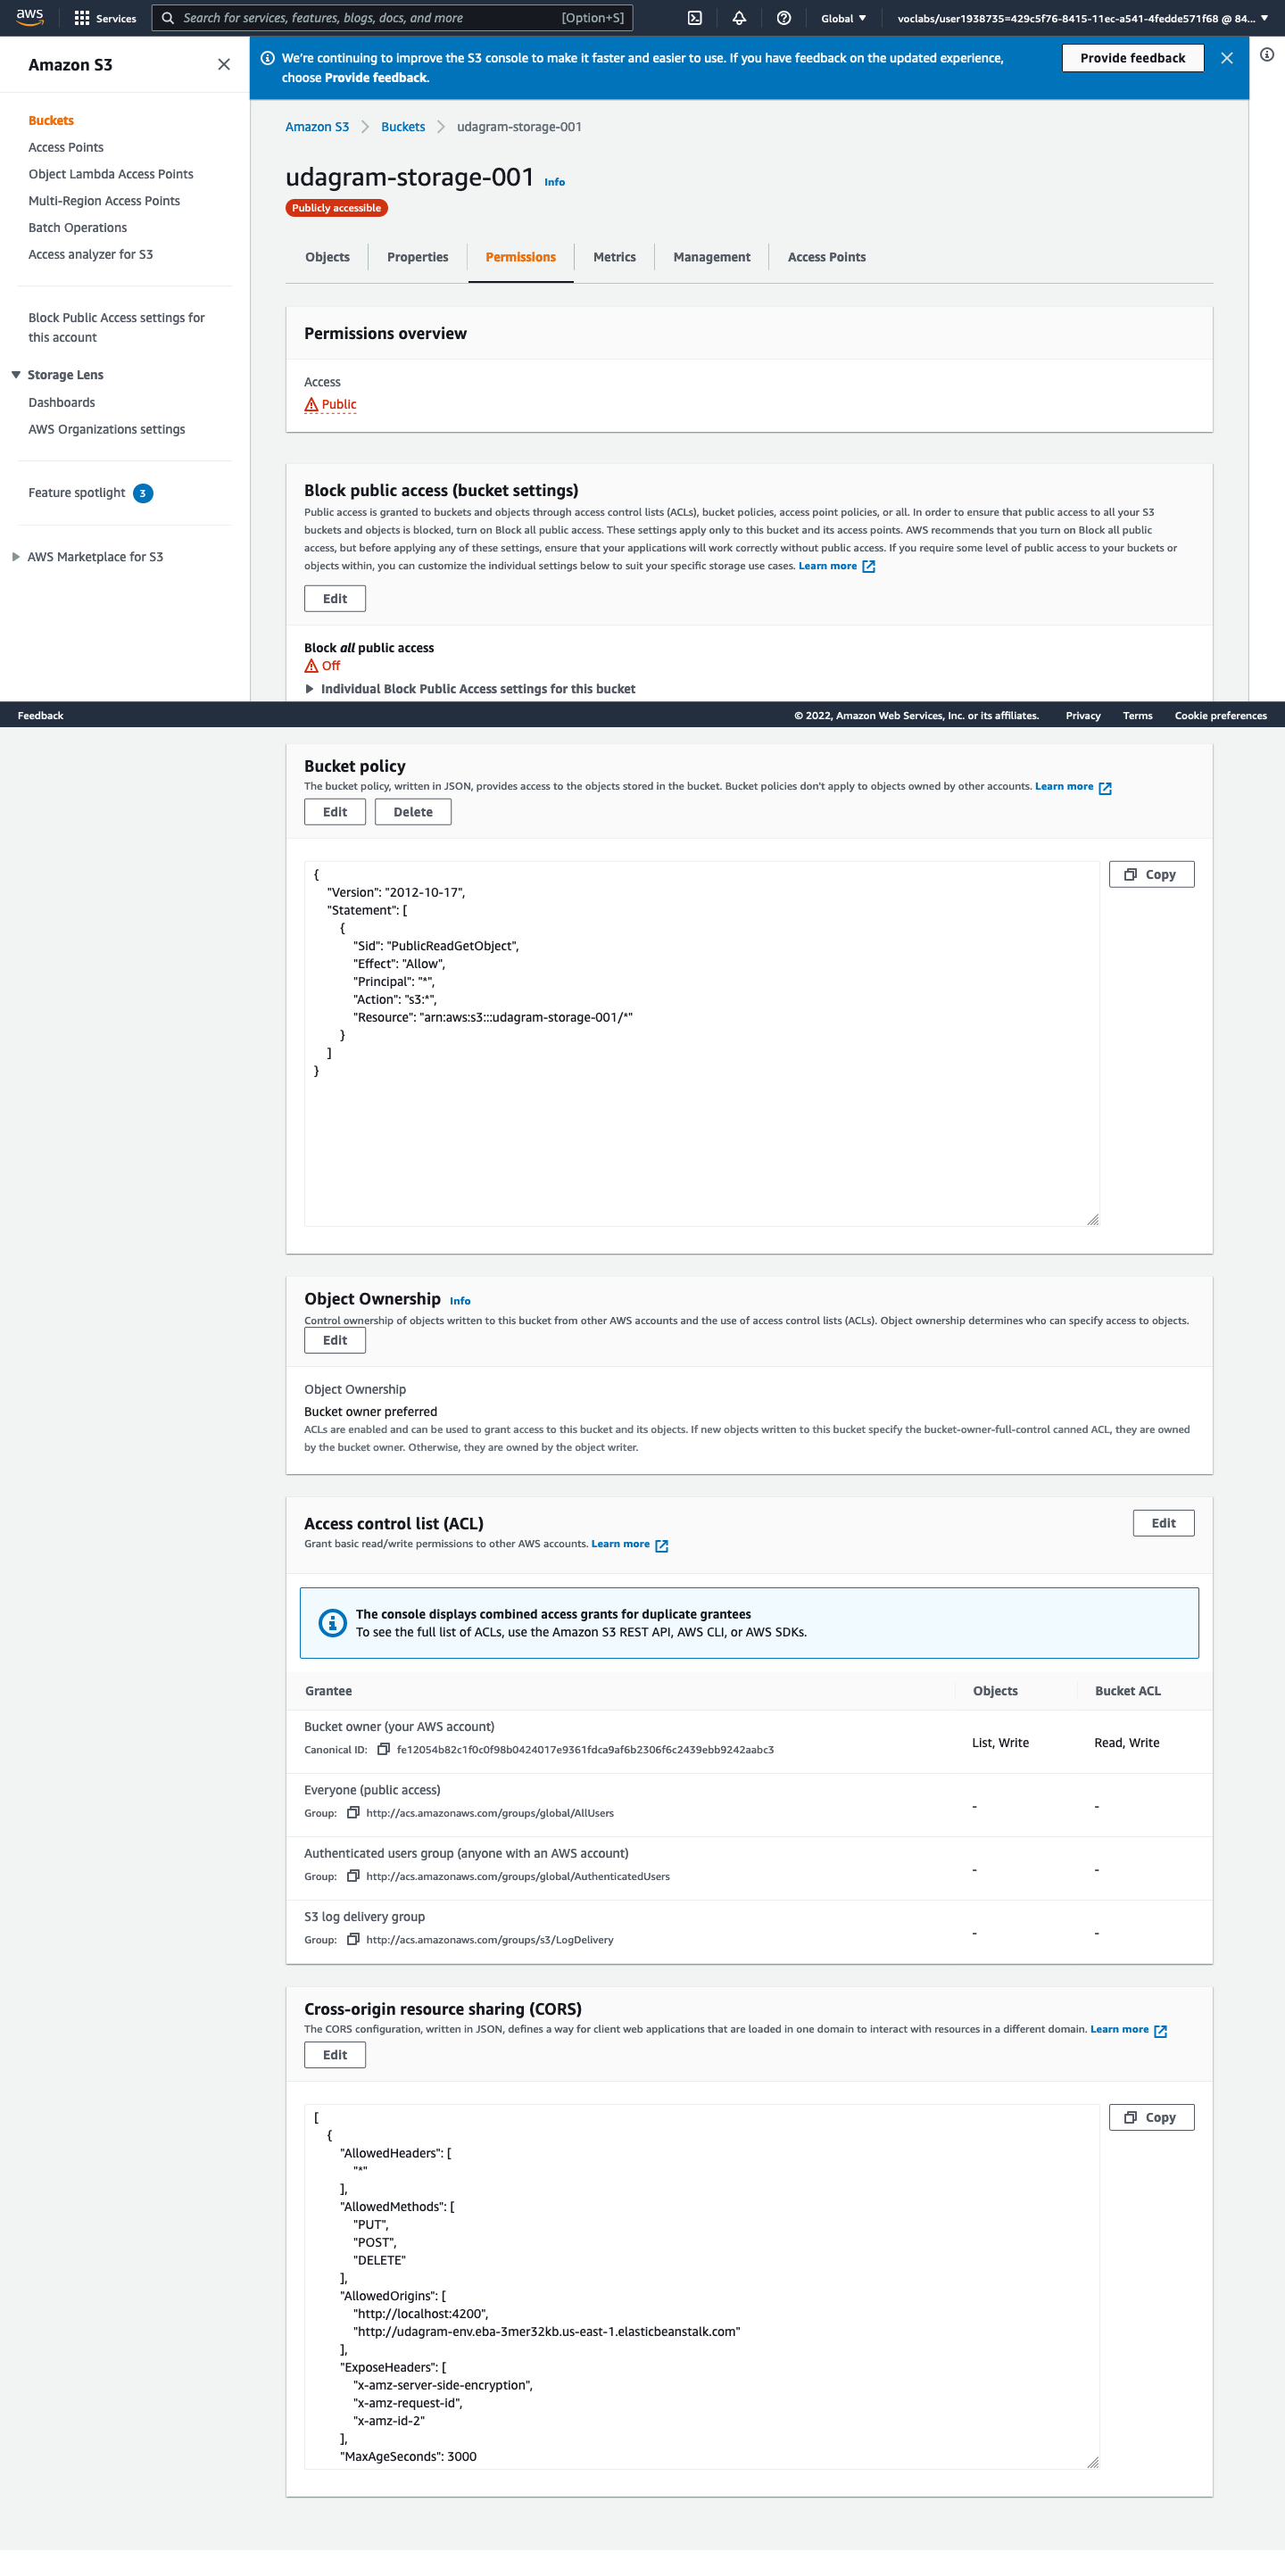 aws
Services
Search for services, features, blogs, docs, and more
[Option+S]
Global
voclabs/user1938735=429c5f76-8415-11ec-a541-4fedde571f68 @ 84...
Amazon S3
Buckets
Access Points
Object Lambda Access Points
Multi-Region Access Points
Batch Operations
Access analyzer for S3
Block Public Access settings for
this account
Storage Lens
Dashboards
AWS Organizations settings
Feature spotlight 3
AWS Marketplace for S3
We're continuing to improve the S3 console to make it faster and easier to use. If you have feedback on the updated experience,
choose Provide feedback.
Provide feedback
Amazon S3 Buckets udagram-storage-001
udagram-storage-001 Info
Publicly accessible
Objects Properties Permissions Metrics Management Access Points
Permissions overview
Access
Public
Block public access (bucket settings)
Public access is granted to buckets and objects through access control lists (ACLs), bucket policies, access point policies, or all. In order to ensure that public access to all your S3
buckets and objects is blocked, turn on Block all public access. These settings apply only to this bucket and its access points. AWS recommends that you turn on Block all public
access, but before applying any of these settings, ensure that your applications will work correctly without public access. If you require some level of public access to your buckets or
objects within, you can customize the individual settings below to suit your specific storage use cases. Learn more
Edit
Block all public access
Off
Individual Block Public Access settings for this bucket
Feedback
© 2022, Amazon Web Services, Inc. or its affiliates. Privacy Terms Cookie preferences
Bucket policy
The bucket policy, written in JSON, provides access to the objects stored in the bucket. Bucket policies don't apply to objects owned by other accounts. Learn more
Edit Delete
Copy
{
"Version": "2012-10-17",
"Statement": [
{
"Sid": "PublicReadGetObject",
"Effect": "Allow",
"Principal": "*",
"Action": "s3:*",
"Resource": "arn:aws:s3:::udagram-storage-001/*"
}
]
}
Object Ownership Info
Control ownership of objects written to this bucket from other AWS accounts and the use of access control lists (ACLs). Object ownership determines who can specify access to objects.
Edit
Object Ownership
Bucket owner preferred
ACLs are enabled and can be used to grant access to this bucket and its objects. If new objects written to this bucket specify the bucket-owner-full-control canned ACL, they are owned
by the bucket owner. Otherwise, they are owned by the object writer.
Access control list (ACL)
Edit
Grant basic read/write permissions to other AWS accounts. Learn more
The console displays combined access grants for duplicate grantees
To see the full list of ACLs, use the Amazon S3 REST API, AWS CLI, or AWS SDKs.
Grantee Objects Bucket ACL
Bucket owner (your AWS account)
Canonical ID: fe12054b82c1f0c0f98b0424017e9361fdca9af6b2306f6c2439ebb9242aabc3
List, Write Read, Write
Everyone (public access)
Group: http://acs.amazonaws.com/groups/global/AllUsers
- -
Authenticated users group (anyone with an AWS account)
Group: http://acs.amazonaws.com/groups/global/AuthenticatedUsers
- -
S3 log delivery group
Group: http://acs.amazonaws.com/groups/s3/LogDelivery
- -
Cross-origin resource sharing (CORS)
The CORS configuration, written in JSON, defines a way for client web applications that are loaded in one domain to interact with resources in a different domain. Learn more
Edit
Copy
[
{
"AllowedHeaders": [
"*"
],
"AllowedMethods": [
"PUT",
"POST",
"DELETE"
],
"AllowedOrigins": [
"http://localhost:4200",
"http://udagram-env.eba-3mer32kb.us-east-1.elasticbeanstalk.com"
],
"ExposeHeaders": [
"x-amz-server-side-encryption",
"x-amz-request-id",
"x-amz-id-2"
],
"MaxAgeSeconds": 3000